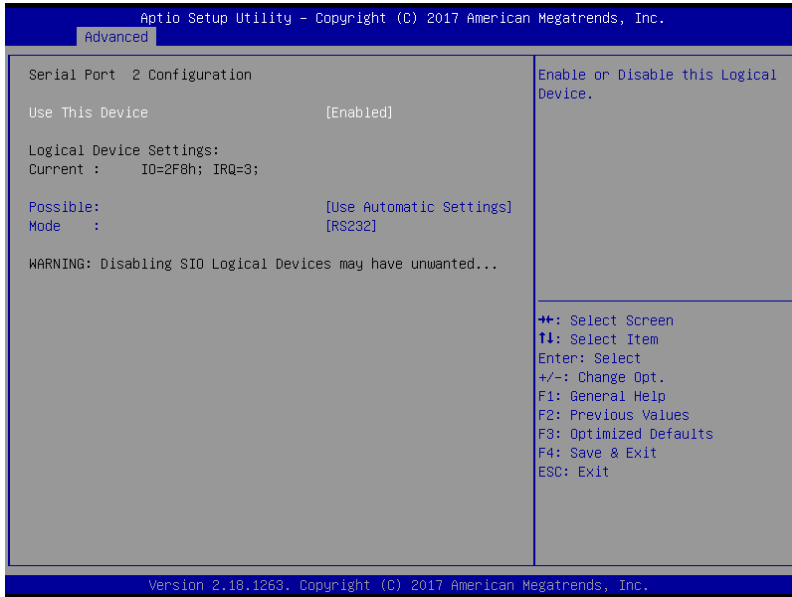 Aptio Setup Utility – Copyright (C) 2017 American Megatrends, Inc.
Advanced
Serial Port  2 Configuration
Use This Device [Enabled]
Logical Device Settings:
Current :     IO=2F8h; IRQ=3;
Possible: [Use Automatic Settings]
Mode    : [RS232]
WARNING: Disabling SIO Logical Devices may have unwanted...
Enable or Disable this Logical
Device.
→←: Select Screen
↑↓: Select Item
Enter: Select
+/-: Change Opt.
F1: General Help
F2: Previous Values
F3: Optimized Defaults
F4: Save & Exit
ESC: Exit
Version 2.18.1263. Copyright (C) 2017 American Megatrends, Inc.